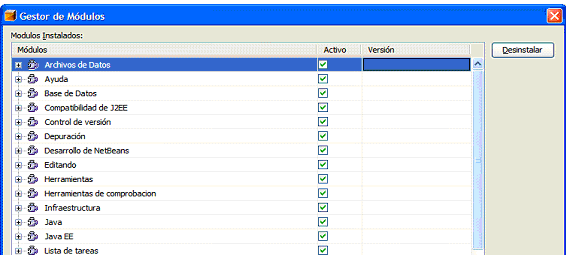 Gestor de Módulos
Modulos Instalados:
Módulos Activo Versión
Desinstalar
Archivos de Datos
Ayuda
Base de Datos
Compatibilidad de J2EE
Control de versión
Depuración
Desarrollo de NetBeans
Editando
Herramientas
Herramientas de comprobacion
Infraestructura
Java
Java EE
Lista de tareas